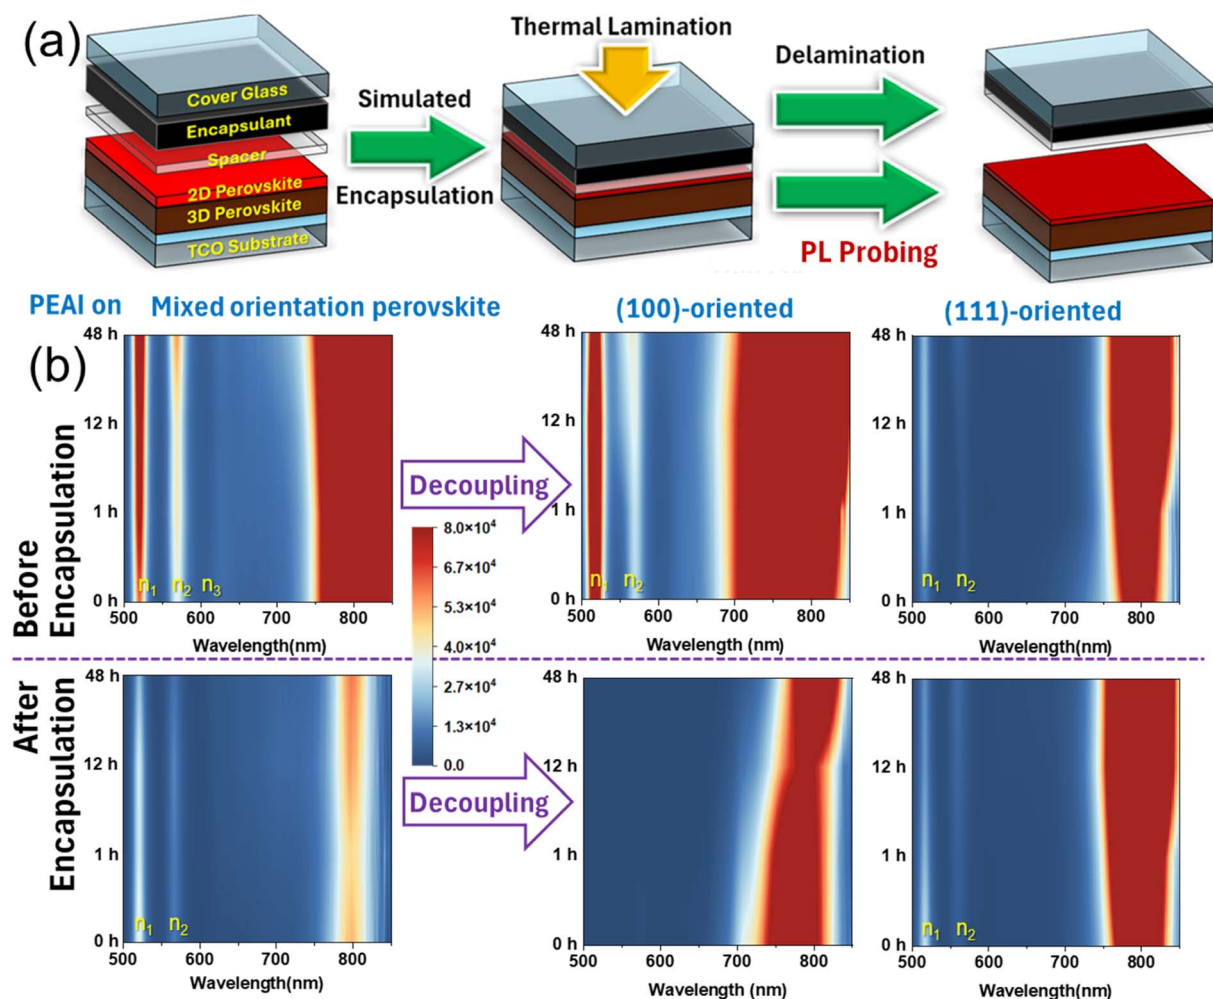 (a)
Cover Glass
Encapsulant
Spacer
2D Perovskite
3D Perovskite
TCO Substrate
Simulated
Encapsulation
Thermal Lamination
Delamination
PL Probing
PEAI on
Mixed orientation perovskite
(100)-oriented
(111)-oriented
(b)
Before
Encapsulation
48 h
12 h
1 h
0 h
n₁
n₂
n₃
500
600
700
800
Wavelength(nm)
Decoupling
8.0×10⁴
6.7×10⁴
5.3×10⁴
4.0×10⁴
2.7×10⁴
1.3×10⁴
0.0
48 h
12 h
1 h
0 h
n₁
n₂
500
600
700
800
Wavelength(nm)
48 h
12 h
1 h
0 h
n₁
n₂
500
600
700
800
Wavelength(nm)
After
Encapsulation
48 h
12 h
1 h
0 h
n₁
n₂
500
600
700
800
Wavelength(nm)
Decoupling
48 h
12 h
1 h
0 h
500
600
700
800
Wavelength (nm)
48 h
12 h
1 h
0 h
n₁
n₂
500
600
700
800
Wavelength(nm)